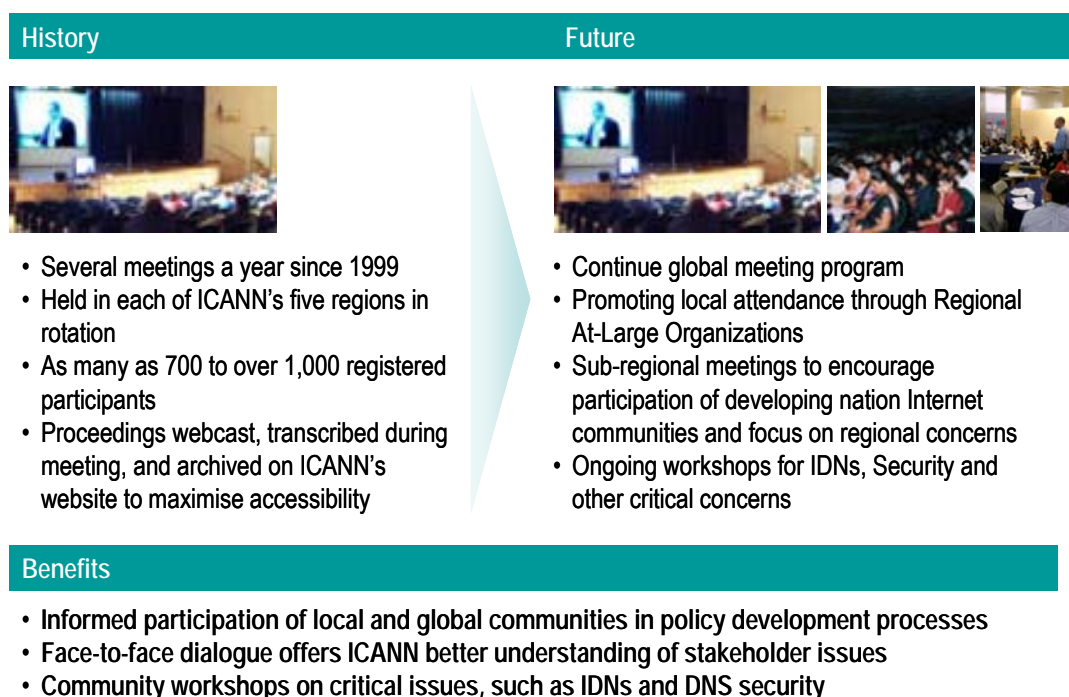 History
Future
• Several meetings a year since 1999
• Held in each of ICANN's five regions in
rotation
• As many as 700 to over 1,000 registered
participants
• Proceedings webcast, transcribed during
meeting, and archived on ICANN's
website to maximise accessibility
• Continue global meeting program
• Promoting local attendance through Regional
At-Large Organizations
• Sub-regional meetings to encourage
participation of developing nation Internet
communities and focus on regional concerns
• Ongoing workshops for IDNs, Security and
other critical concerns
Benefits
• Informed participation of local and global communities in policy development processes
• Face-to-face dialogue offers ICANN better understanding of stakeholder issues
• Community workshops on critical issues, such as IDNs and DNS security